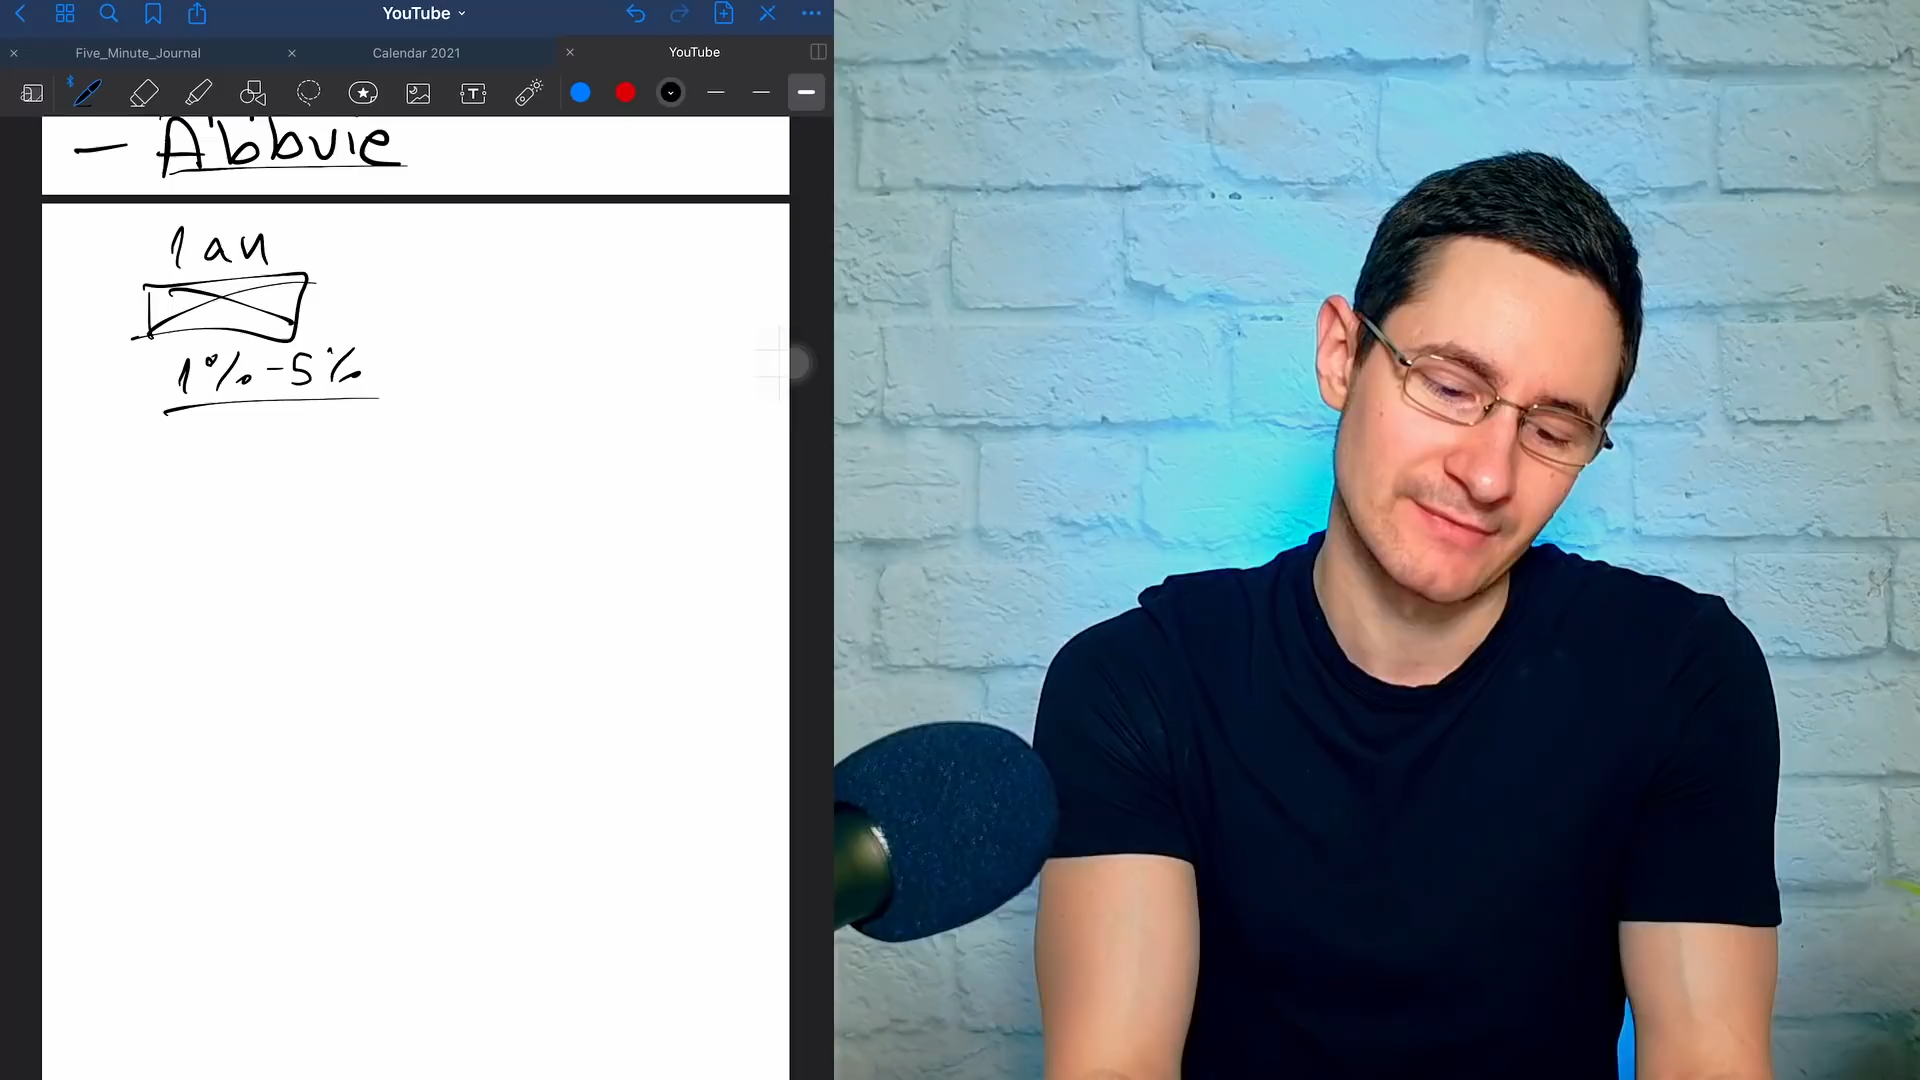 YouTube
Five_Minute_Journal
Calendar 2021
YouTube
T
- Abbvie
1 an
1%-5%